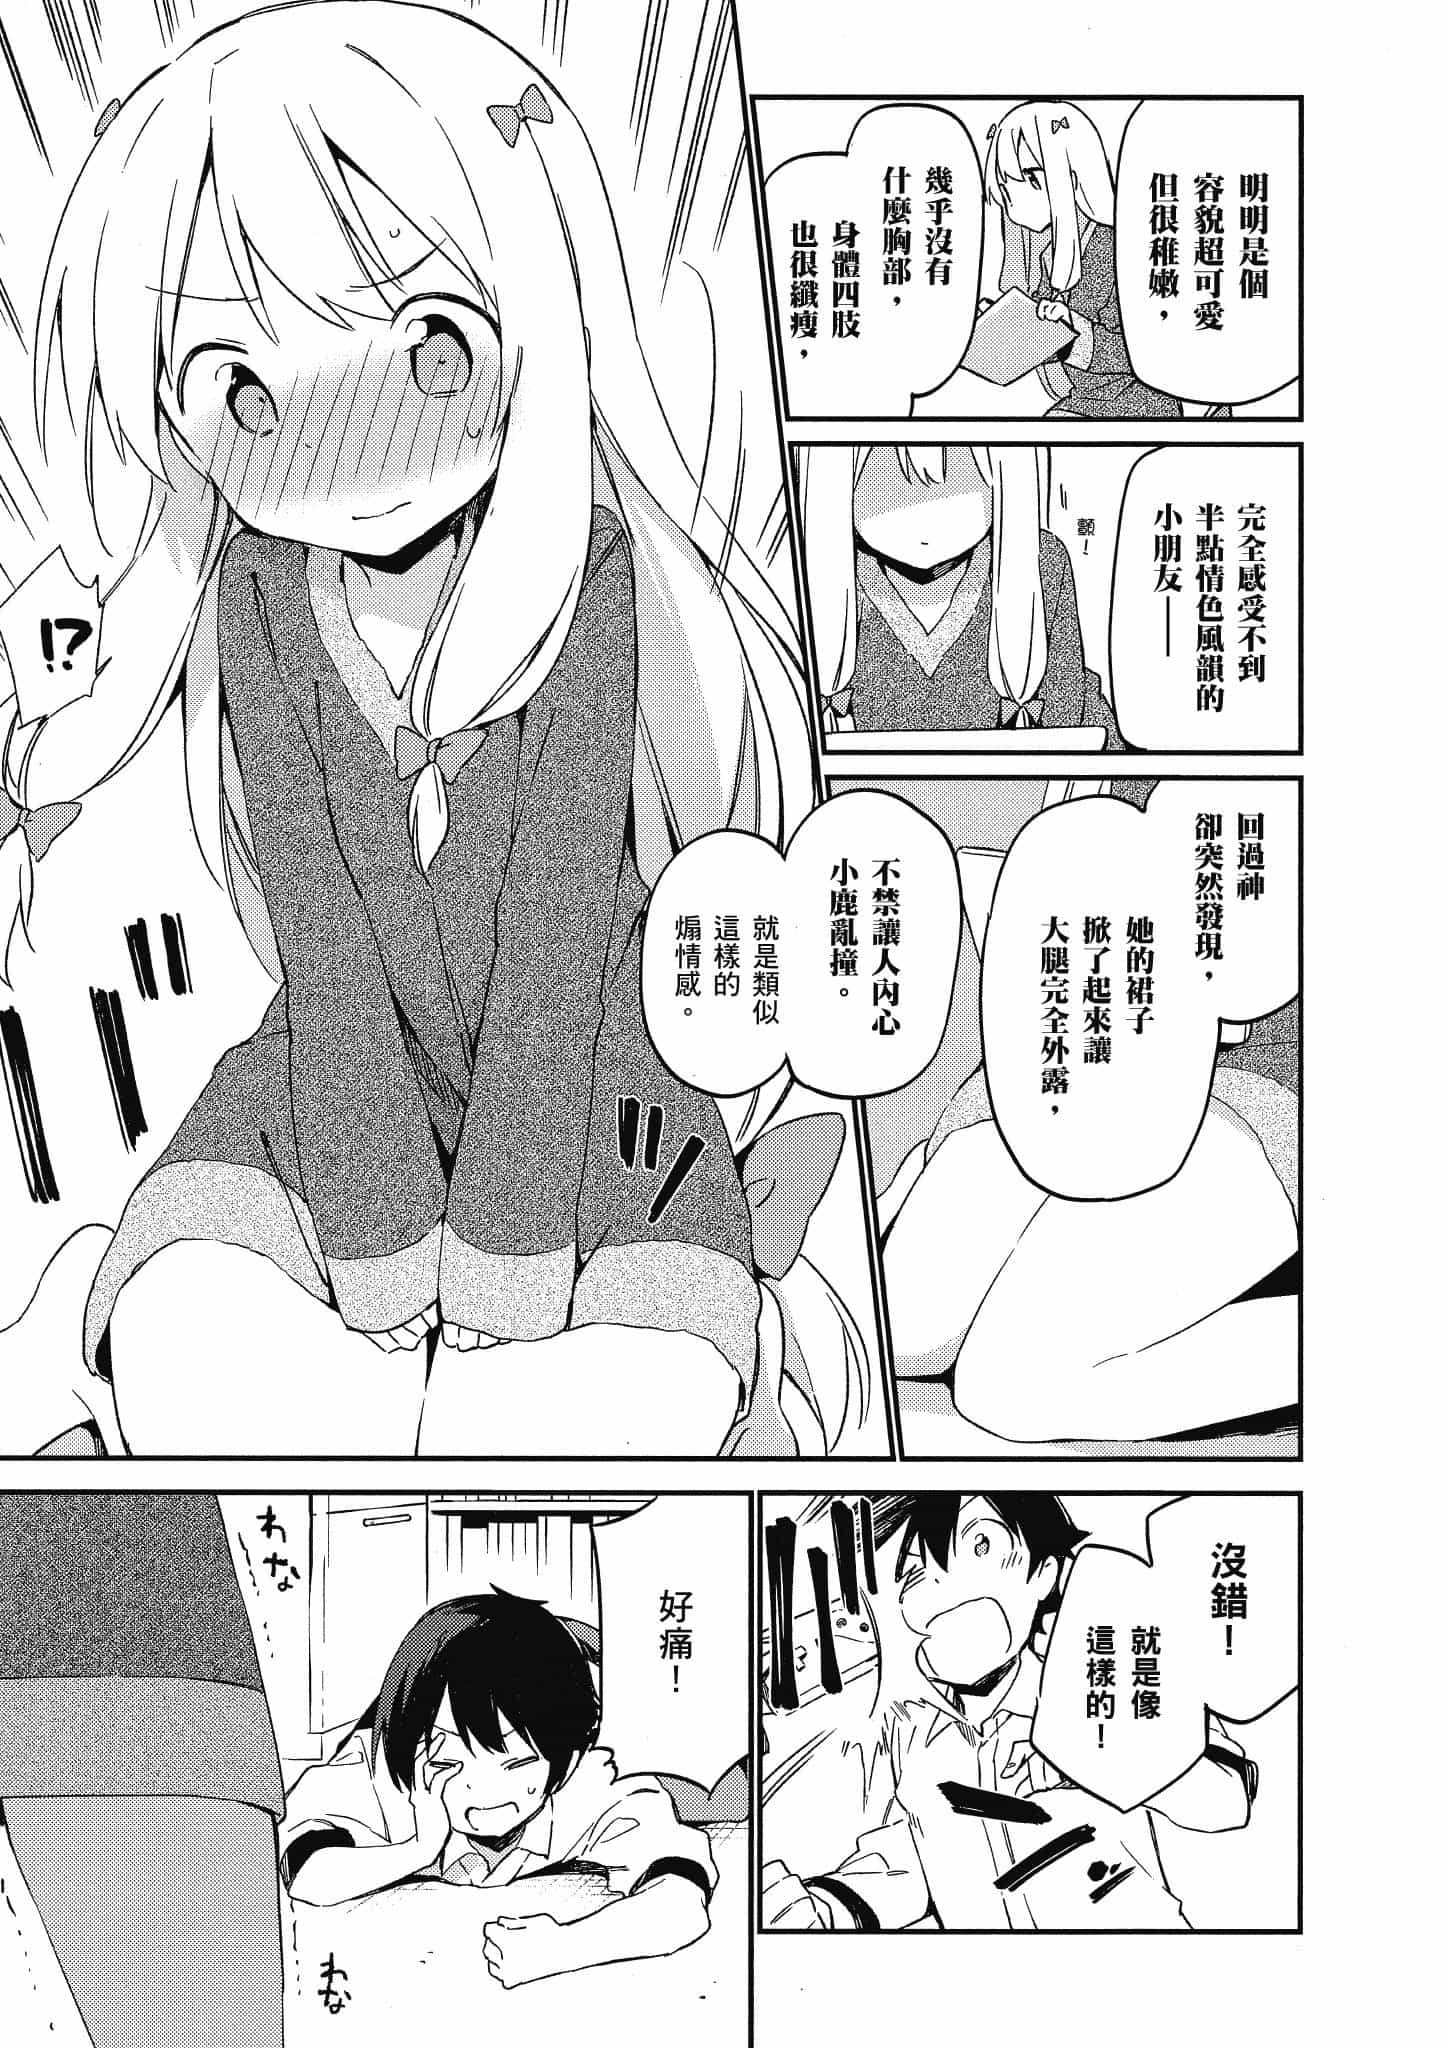 明明是個
容貌超可愛
但很稚嫩，
幾乎沒有
什麼胸部，
身體四肢
也很纖瘦，
完全感受不到
半點情色風韻的
小朋友——
顫！
回過神
卻突然發現，
她的裙子
掀了起來讓
大腿完全外露，
不禁讓人內心
小鹿亂撞。
就是類似
這樣的
煽情感。
!?
沒錯！
就是像
這樣的！
好痛！
わなな
わな